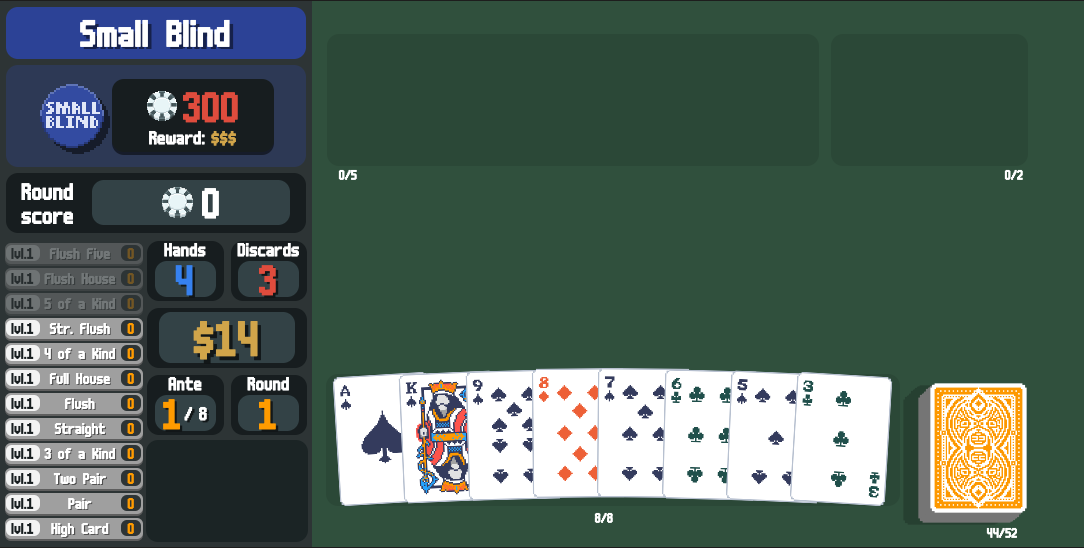 Small Blind
SMALL
BLIND
300
Reward: $$$
Round
score
0
lvl.1 Flush Five 0
lvl.1 Flush House 0
lvl.1 5 of a Kind 0
lvl.1 Str. Flush 0
lvl.1 4 of a Kind 0
lvl.1 Full House 0
lvl.1 Flush 0
lvl.1 Straight 0
lvl.1 3 of a Kind 0
lvl.1 Two Pair 0
lvl.1 Pair 0
lvl.1 High Card 0
Hands
4
Discards
3
$14
Ante
1 / 8
Round
1
0/5
0/2
A
K
9
8
7
6
5
3
3
8/8
44/52